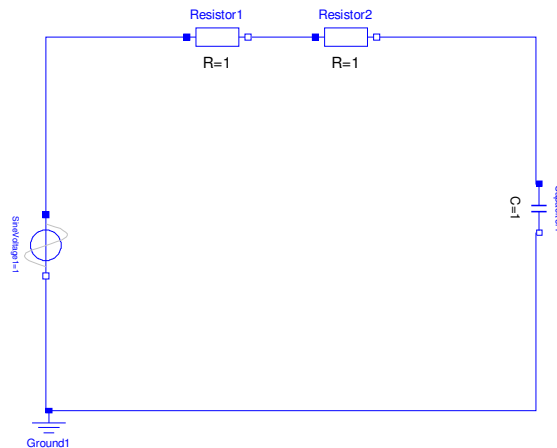 Resistor1
Resistor2
R=1
R=1
C=1
SineVoltage1=1
Ground1